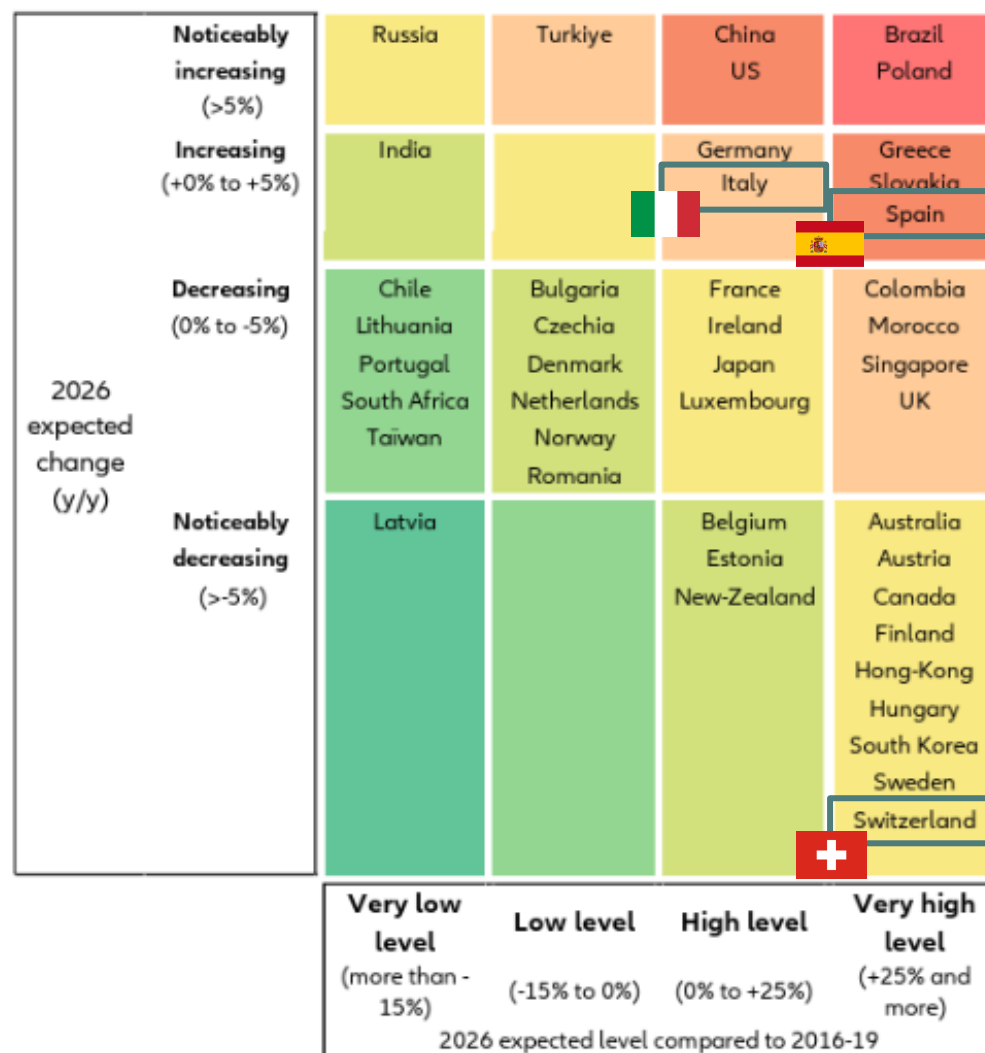 2026
expected
change
(y/y)
Noticeably
increasing
(>5%)
Russia
Turkiye
China
US
Brazil
Poland
Increasing
(+0% to +5%)
India
Germany
Italy
Greece
Slovakia
Spain
Decreasing
(0% to -5%)
Chile
Lithuania
Portugal
South Africa
Taïwan
Bulgaria
Czechia
Denmark
Netherlands
Norway
Romania
France
Ireland
Japan
Luxembourg
Colombia
Morocco
Singapore
UK
Noticeably
decreasing
(>-5%)
Latvia
Belgium
Estonia
New-Zealand
Australia
Austria
Canada
Finland
Hong-Kong
Hungary
South Korea
Sweden
Switzerland
Very low
level
(more than -
15%)
Low level
(-15% to 0%)
High level
(0% to +25%)
Very high
level
(+25% and
more)
2026 expected level compared to 2016-19